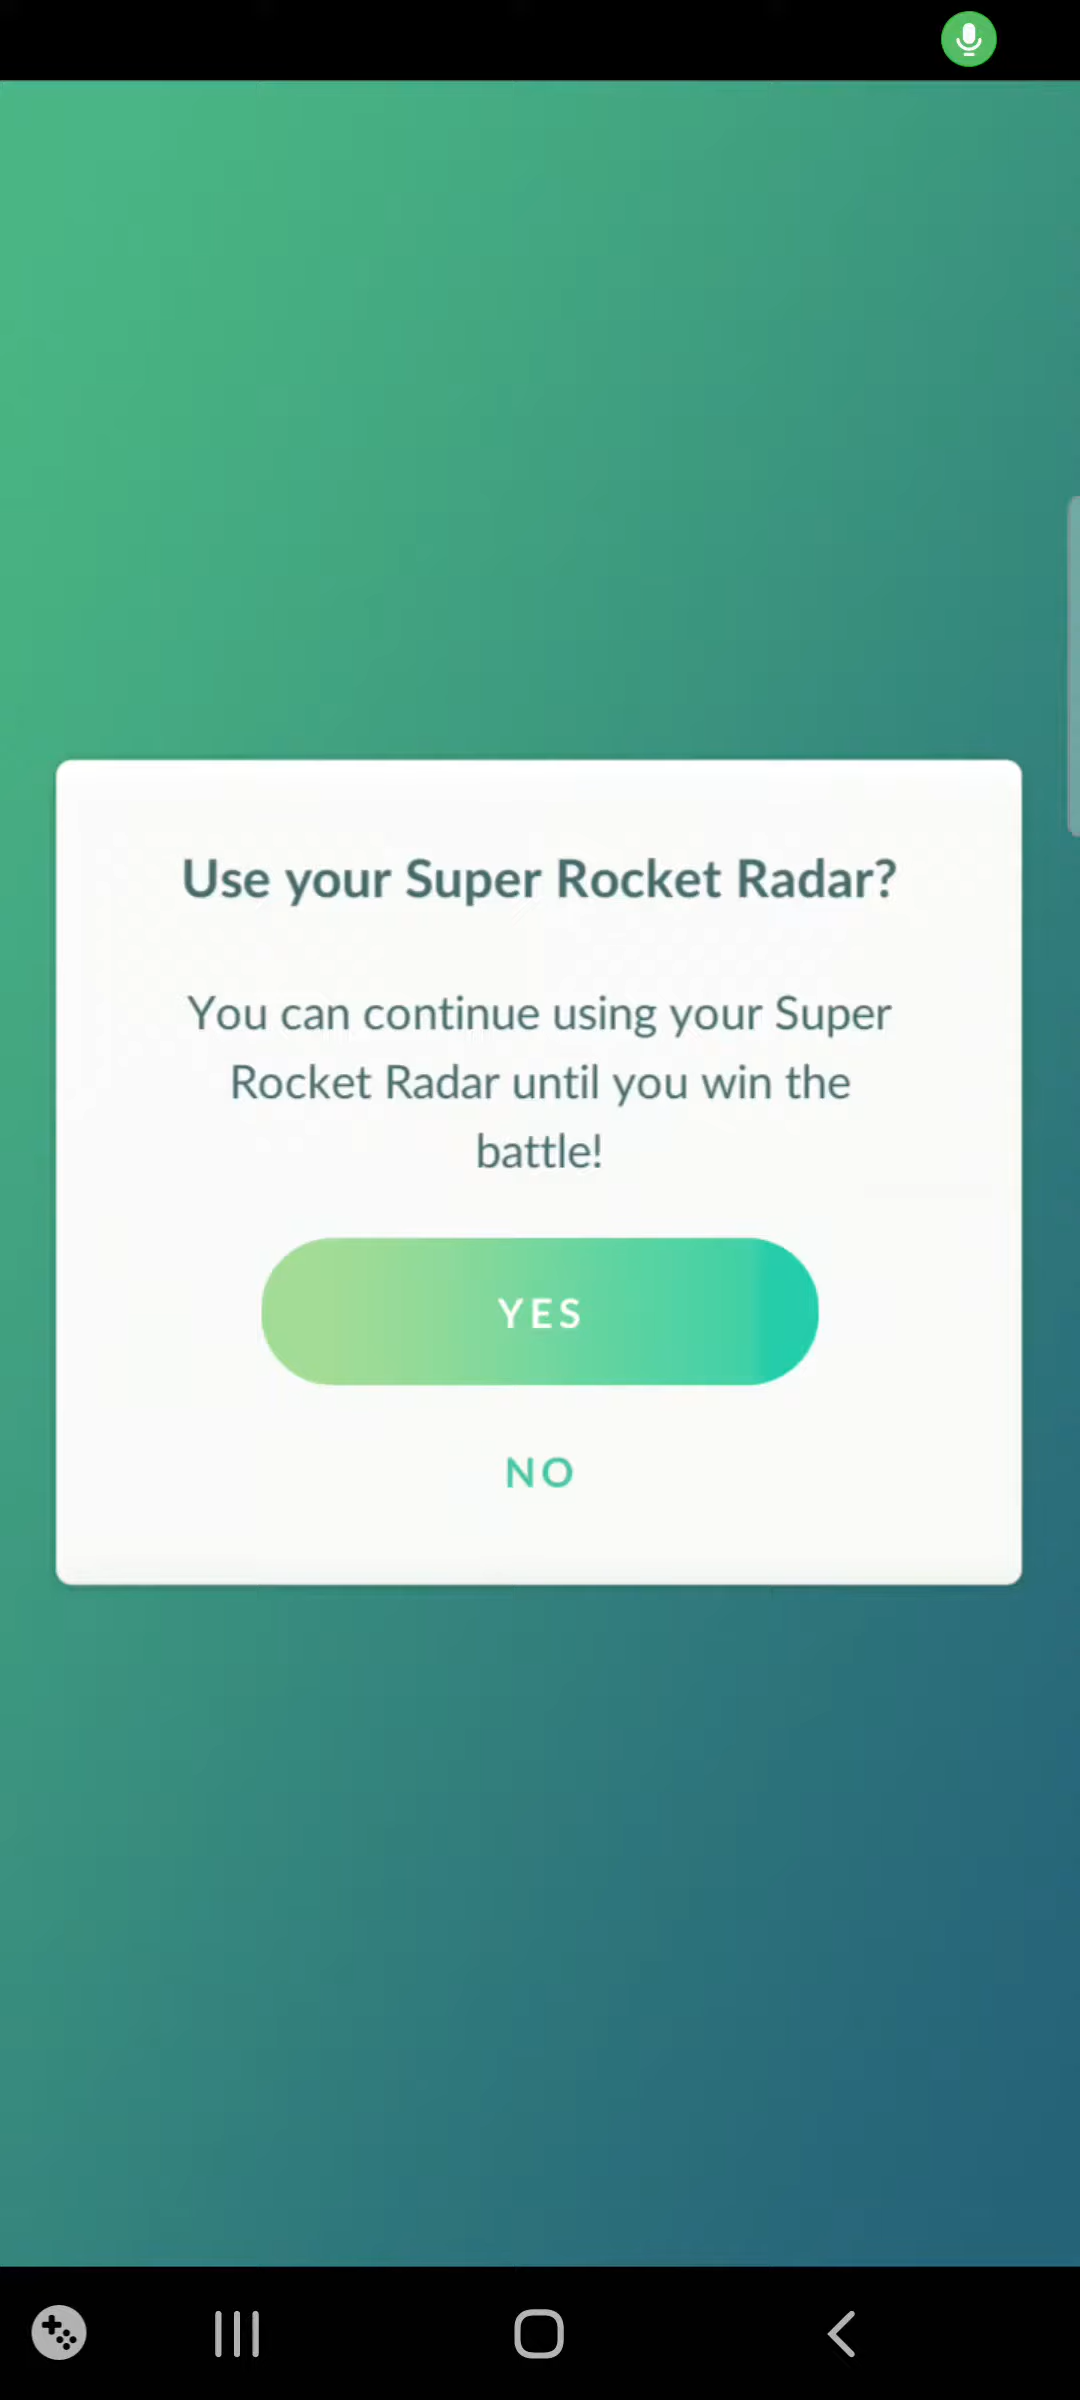 Use your Super Rocket Radar?
You can continue using your Super
Rocket Radar until you win the
battle!
YES
NO